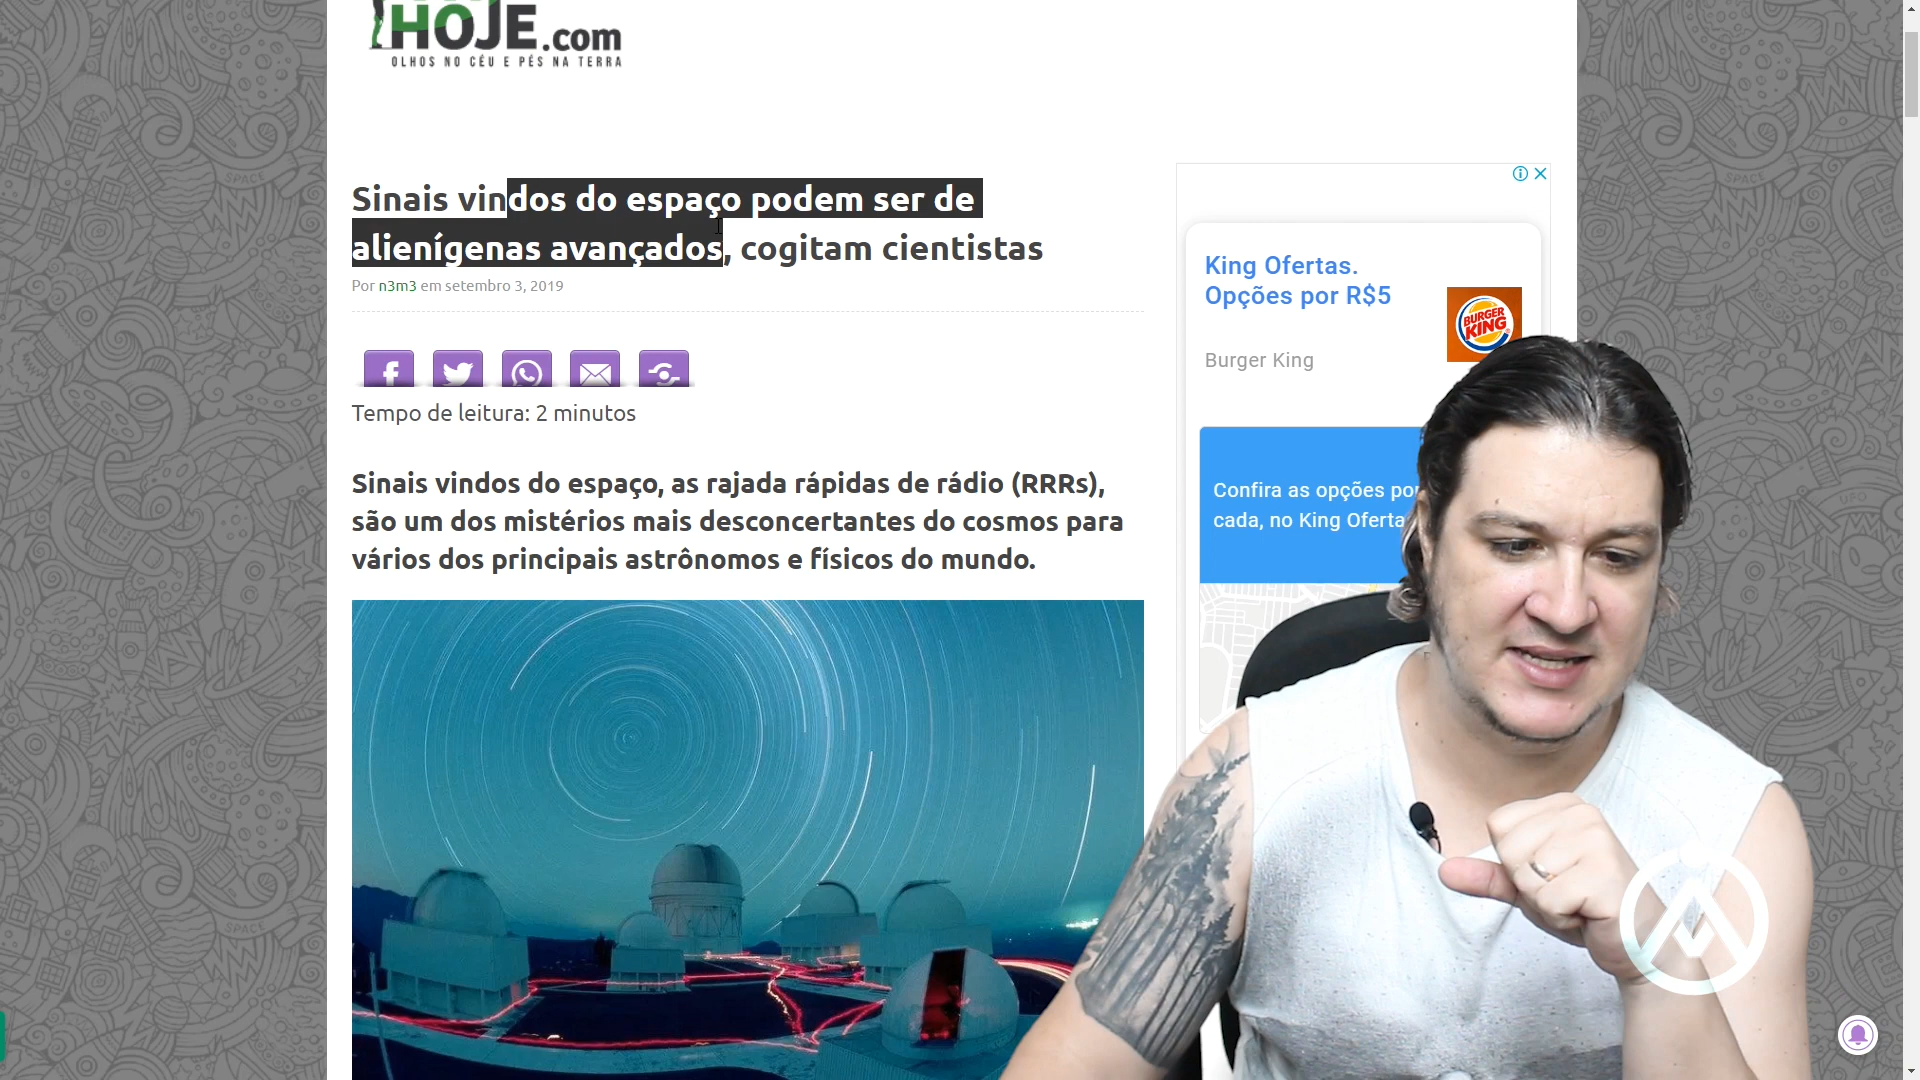 HOJE.com
OLHOS NO CÉU E PÉS NA TERRA
Sinais vindos do espaço podem ser de
alienígenas avançados, cogitam cientistas
Por n3m3 em setembro 3, 2019
Tempo de leitura: 2 minutos
Sinais vindos do espaço, as rajada rápidas de rádio (RRRs),
são um dos mistérios mais desconcertantes do cosmos para
vários dos principais astrônomos e físicos do mundo.
King Ofertas.
Opções por R$5
BURGER
KING
Burger King
Confira as opções por
cada, no King Oferta
SPACE
SPACE
SPACE